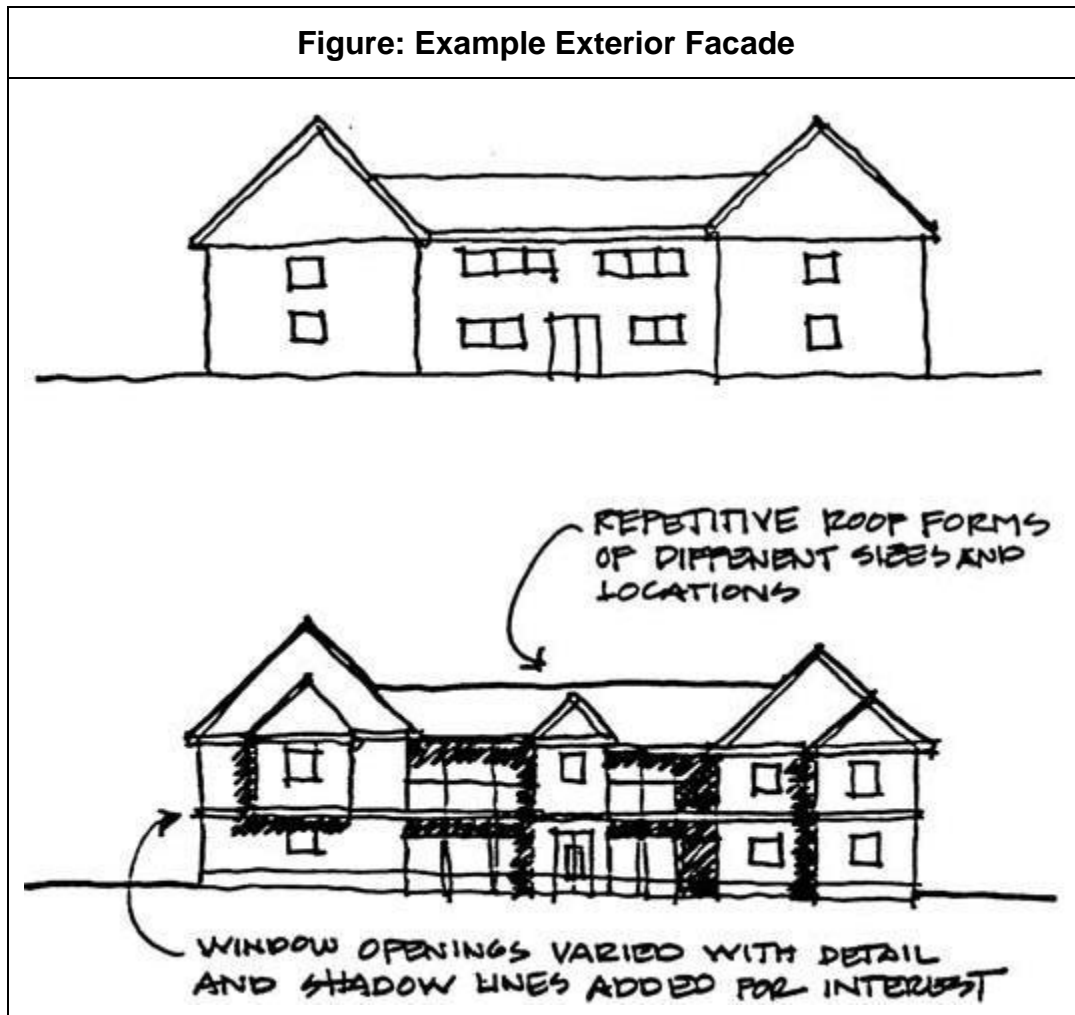 Figure: Example Exterior Facade
REPETITIVE ROOF FORMS
OF DIFFERENT SIZES AND
LOCATIONS
WINDOW OPENINGS VARIED WITH DETAIL
AND SHADOW LINES ADDED FOR INTEREST